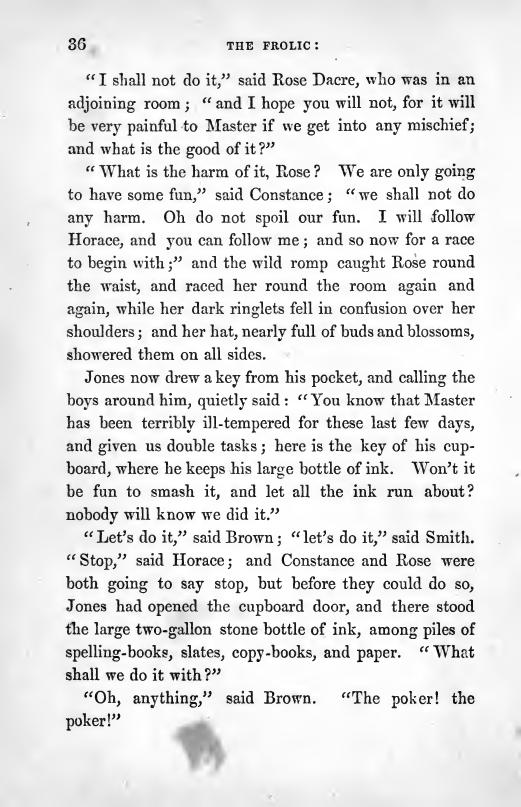 36 THE FROLIC:
“I shall not do it,” said Rose Dacre, who was in an
adjoining room; “and I hope you will not, for it will
be very painful to Master if we get into any mischief;
and what is the good of it?”
“What is the harm of it, Rose? We are only going
to have some fun,” said Constance; “we shall not do
any harm. Oh do not spoil our fun. I will follow
Horace, and you can follow me; and so now for a race
to begin with;” and the wild romp caught Rose round
the waist, and raced her round the room again and
again, while her dark ringlets fell in confusion over her
shoulders; and her hat, nearly full of buds and blossoms,
showered them on all sides.
Jones now drew a key from his pocket, and calling the
boys around him, quietly said: “You know that Master
has been terribly ill-tempered for these last few days,
and given us double tasks; here is the key of his cup-
board, where he keeps his large bottle of ink. Won’t it
be fun to smash it, and let all the ink run about?
nobody will know we did it.”
“Let’s do it,” said Brown; “let’s do it,” said Smith.
“Stop,” said Horace; and Constance and Rose were
both going to say stop, but before they could do so,
Jones had opened the cupboard door, and there stood
the large two-gallon stone bottle of ink, among piles of
spelling-books, slates, copy-books, and paper. “What
shall we do it with?”
“Oh, anything,” said Brown. “The poker! the
poker!”